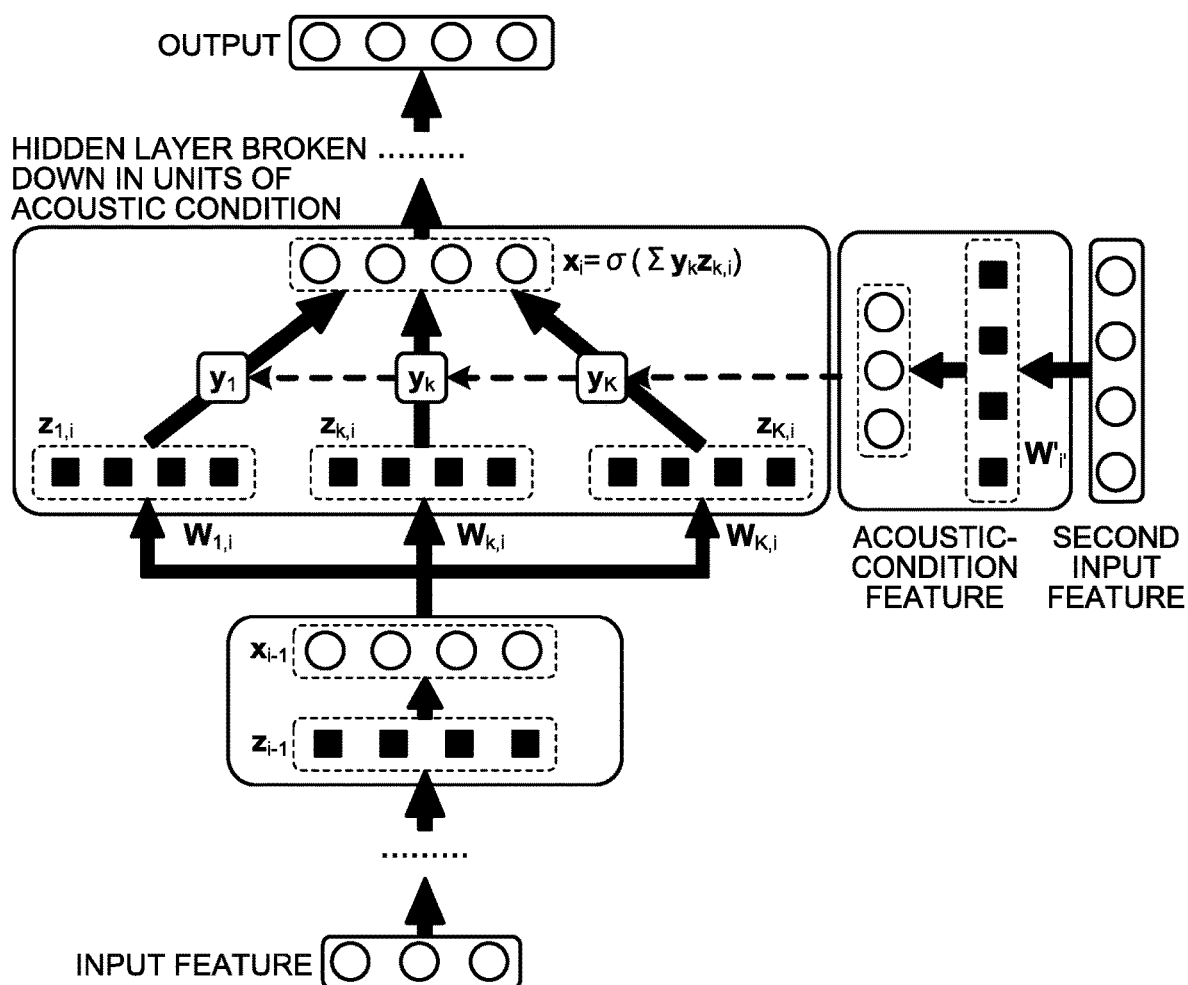 OUTPUT
HIDDEN LAYER BROKEN .........
DOWN IN UNITS OF
ACOUSTIC CONDITION
xi=σ(Σ ykzk,i)
y1
yk
yK
z1,i
zk,i
zK,i
W'i'
W1,i
Wk,i
WK,i
ACOUSTIC-
CONDITION
FEATURE
SECOND
INPUT
FEATURE
xi-1
zi-1
.........
INPUT FEATURE